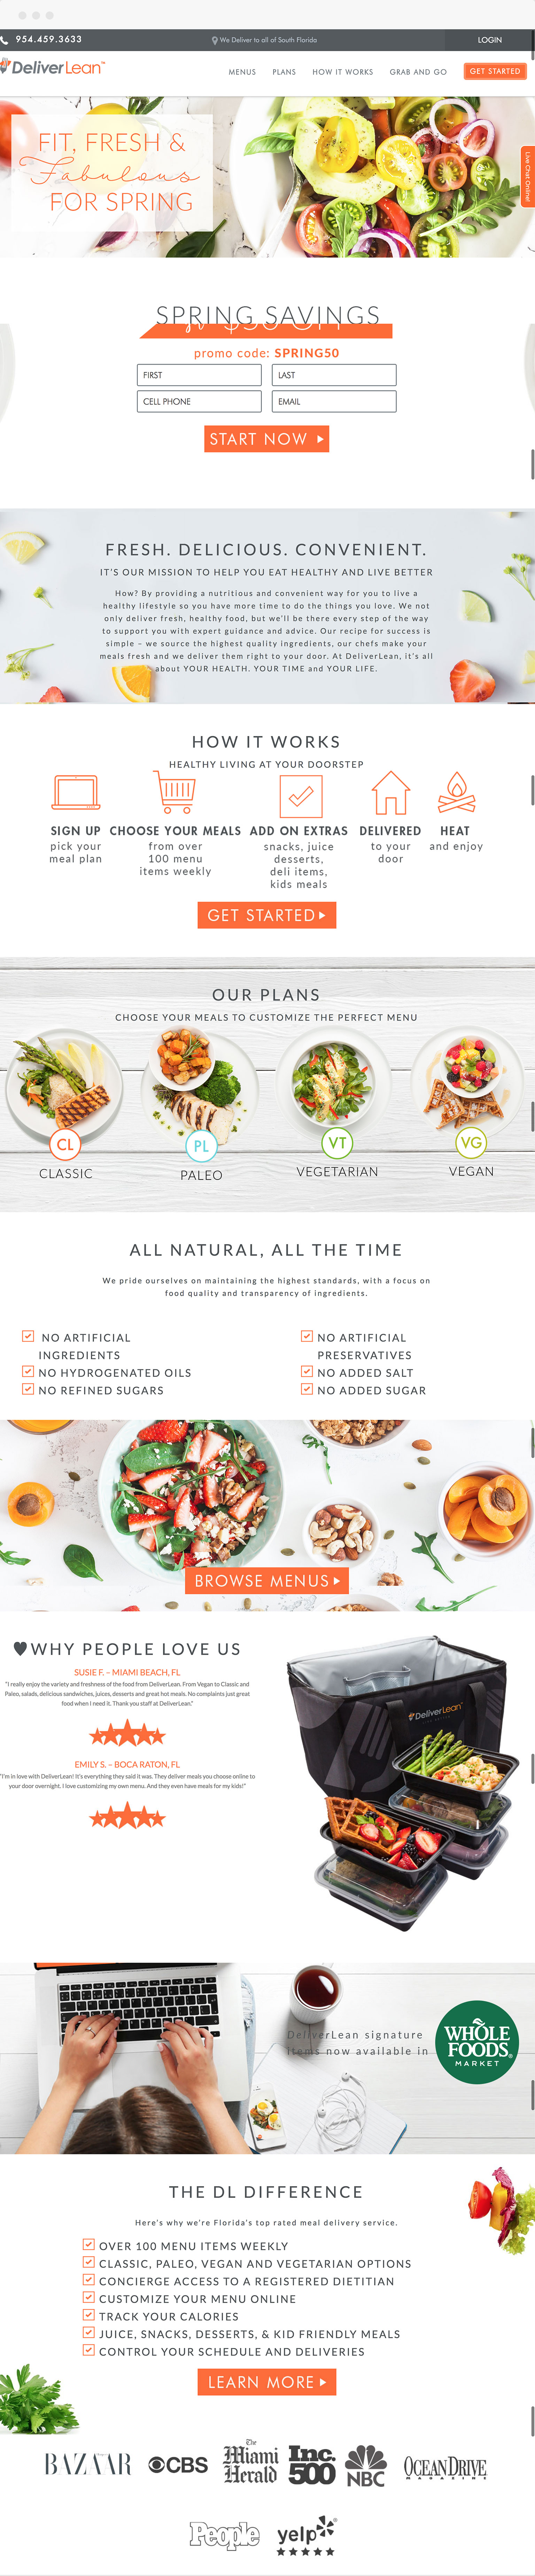 954.459.3633
We Deliver to all of South Florida
LOGIN
DeliverLean™
MENUS
PLANS
HOW IT WORKS
GRAB AND GO
GET STARTED
FIT, FRESH &
Fabulous
FOR SPRING
Live Chat Online!
SPRING SAVINGS
promo code: SPRING50
FIRST
LAST
CELL PHONE
EMAIL
START NOW
FRESH. DELICIOUS. CONVENIENT.
IT'S OUR MISSION TO HELP YOU EAT HEALTHY AND LIVE BETTER
How? By providing a nutritious and convenient way for you to live a
healthy lifestyle so you have more time to do the things you love. We not
only deliver fresh, healthy food, but we'll be there every step of the way
to support you with expert guidance and advice. Our recipe for success is
simple – we source the highest quality ingredients, our chefs make your
meals fresh and we deliver them right to your door. At DeliverLean, it's all
about YOUR HEALTH. YOUR TIME and YOUR LIFE.
HOW IT WORKS
HEALTHY LIVING AT YOUR DOORSTEP
SIGN UP
pick your
meal plan
CHOOSE YOUR MEALS
from over
100 menu
items weekly
ADD ON EXTRAS
snacks, juice
desserts,
deli items,
kids meals
DELIVERED
to your
door
HEAT
and enjoy
GET STARTED
OUR PLANS
CHOOSE YOUR MEALS TO CUSTOMIZE THE PERFECT MENU
CL
CLASSIC
PL
PALEO
VT
VEGETARIAN
VG
VEGAN
ALL NATURAL, ALL THE TIME
We pride ourselves on maintaining the highest standards, with a focus on
food quality and transparency of ingredients.
NO ARTIFICIAL
INGREDIENTS
NO HYDROGENATED OILS
NO REFINED SUGARS
NO ARTIFICIAL
PRESERVATIVES
NO ADDED SALT
NO ADDED SUGAR
BROWSE MENUS
WHY PEOPLE LOVE US
SUSIE F. – MIAMI BEACH, FL
"I really enjoy the variety and freshness of the food from DeliverLean. From Vegan to Classic and
Paleo, salads, delicious sandwiches, juices, desserts and great hot meals. No complaints just great
food when I need it. Thank you staff at DeliverLean."
EMILY S. – BOCA RATON, FL
"I'm in love with DeliverLean! It's everything they said it was. They deliver meals you choose online to
your door overnight. I love customizing my own menu. And they even have meals for my kids!"
DeliverLean
DeliverLean signature
items now available in
WHOLE
FOODS
MARKET
THE DL DIFFERENCE
Here's why we're Florida's top rated meal delivery service.
OVER 100 MENU ITEMS WEEKLY
CLASSIC, PALEO, VEGAN AND VEGETARIAN OPTIONS
CONCIERGE ACCESS TO A REGISTERED DIETITIAN
CUSTOMIZE YOUR MENU ONLINE
TRACK YOUR CALORIES
JUICE, SNACKS, DESSERTS, & KID FRIENDLY MEALS
CONTROL YOUR SCHEDULE AND DELIVERIES
LEARN MORE
BAZAAR
CBS
The
Miami
Herald
Inc.
500
NBC
OCEAN DRIVE
MAGAZINE
People
yelp